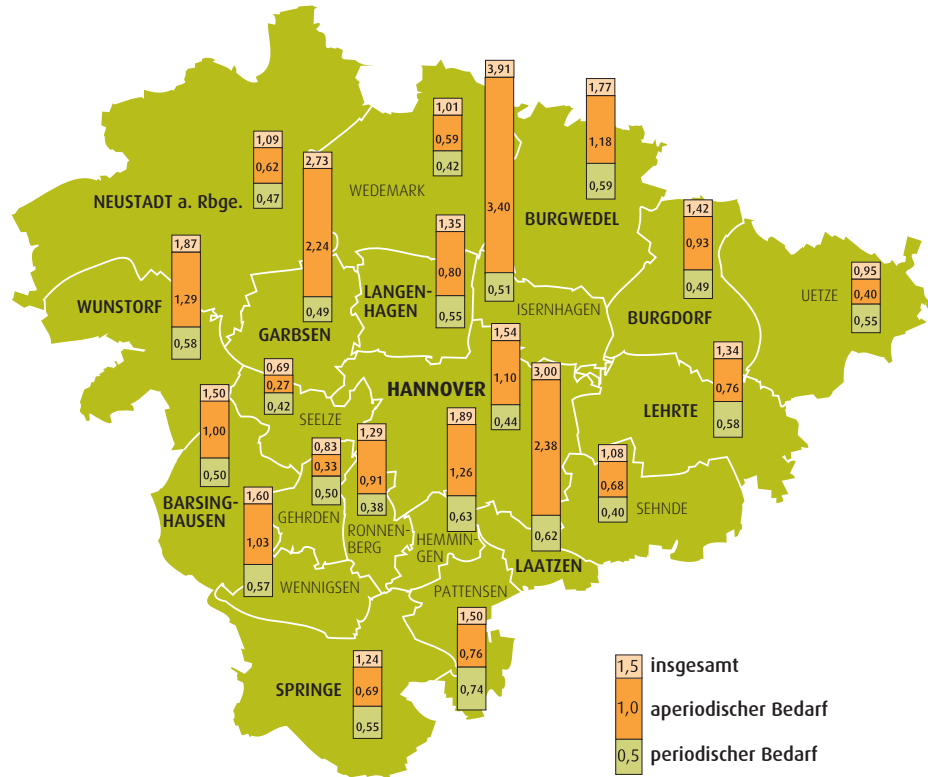 3,91
3,40
0,51
1,77
1,18
0,59
1,01
0,59
0,42
1,09
0,62
0,47
2,73
2,24
0,49
WEDEMARK
NEUSTADT a. Rbge.
BURGWEDEL
1,42
0,93
0,49
1,35
0,80
0,55
1,87
1,29
0,58
0,95
0,40
0,55
UETZE
WUNSTORF
LANGEN-
HAGEN
ISERNHAGEN
BURGDORF
GARBSEN
1,54
1,10
0,44
1,34
0,76
0,58
0,69
0,27
0,42
3,00
2,38
0,62
HANNOVER
LEHRTE
1,50
1,00
0,50
SEELZE
1,89
1,26
0,63
1,29
0,91
0,38
0,83
0,33
0,50
1,08
0,68
0,40
SEHNDE
BARSING-
HAUSEN
GEHRDEN
RONNEN-
BERG
HEMMIN-
GEN
LAATZEN
1,60
1,03
0,57
WENNIGSEN
PATTENSEN
1,50
0,76
0,74
1,24
0,69
0,55
SPRINGE
1,5 insgesamt
1,0 aperiodischer Bedarf
0,5 periodischer Bedarf